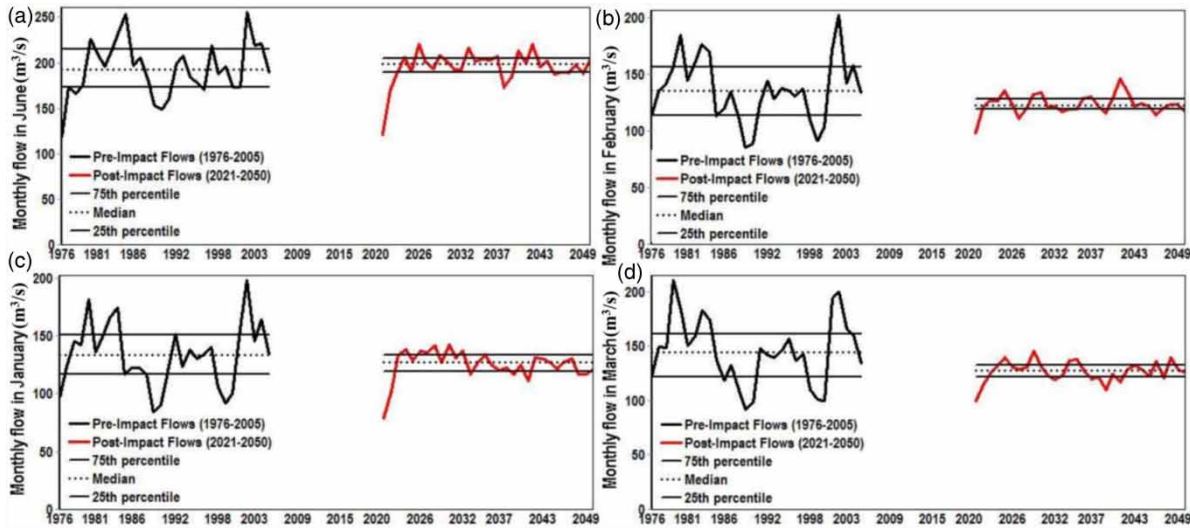 (a)
Monthly flow in June (m³/s)
250
200
150
100
50
0
Pre-Impact Flows (1976-2005)
Post-Impact Flows (2021-2050)
75th percentile
Median
25th percentile
1976 1981 1986 1992 1998 2003 2009 2015 2020 2026 2032 2037 2043 2049
(b)
Monthly flow in February (m³/s)
200
150
100
50
0
Pre-Impact Flows (1976-2005)
Post-Impact Flows (2021-2050)
75th percentile
Median
25th percentile
1976 1981 1986 1992 1998 2003 2009 2015 2020 2026 2032 2037 2043 2049
(c)
Monthly flow in January (m³/s)
200
150
100
50
0
Pre-Impact Flows (1976-2005)
Post-Impact Flows (2021-2050)
75th percentile
Median
25th percentile
1976 1981 1986 1992 1998 2003 2009 2015 2020 2026 2032 2037 2043 2049
(d)
Monthly flow in March (m³/s)
200
150
100
50
0
Pre-Impact Flows (1976-2005)
Post-Impact Flows (2021-2050)
75th percentile
Median
25th percentile
1976 1981 1987 1992 1998 2003 2009 2015 2020 2026 2032 2037 2043 2049